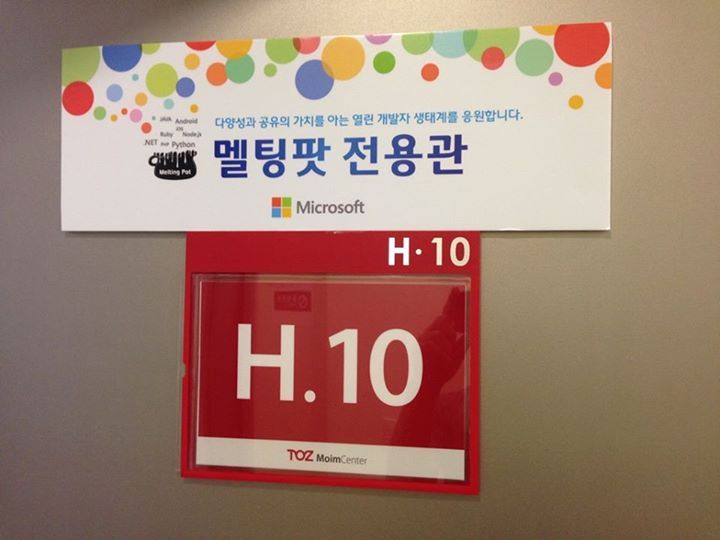 다양성과 공유의 가치를 아는 열린 개발자 생태계를 응원합니다.
JAVA Android
iOS
Ruby Node.js
.NET PHP Python
Melting Pot
멜팅팟 전용관
Microsoft
H·10
H.10
TOZ MoimCenter